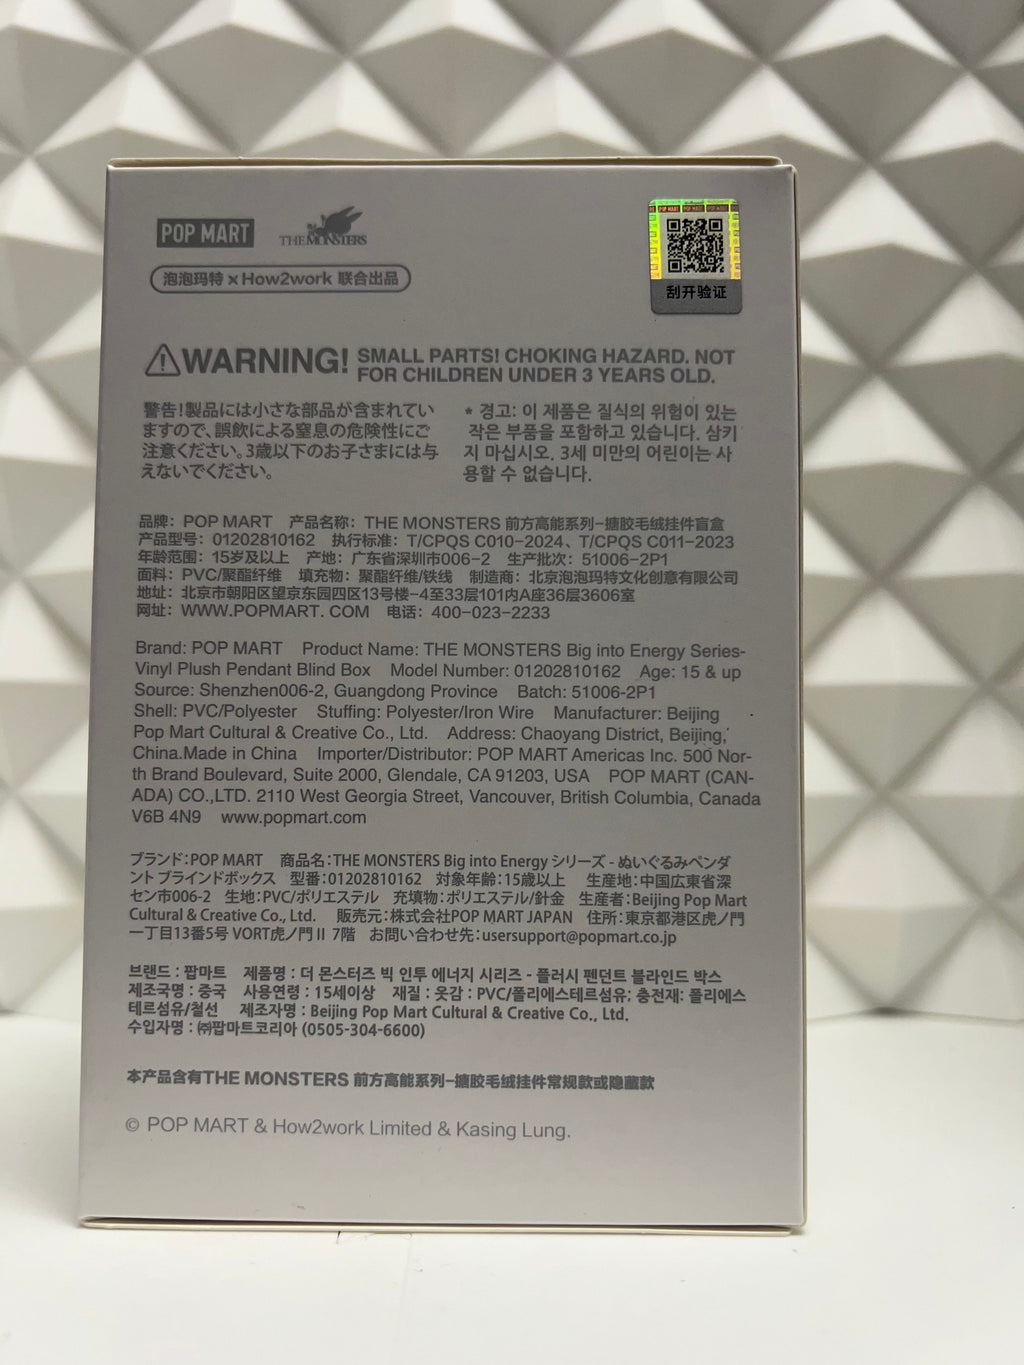 POP MART
THE MONSTERS
泡泡玛特 × How2work 联合出品
POP MART POP MART POP MART
刮开验证
WARNING! SMALL PARTS! CHOKING HAZARD. NOT
FOR CHILDREN UNDER 3 YEARS OLD.
警告!製品には小さな部品が含まれてい
ますので、誤飲による窒息の危険性にご
注意ください。3歳以下のお子さまには与
えないでください。
* 경고: 이 제품은 질식의 위험이 있는
작은 부품을 포함하고 있습니다. 삼키
지 마십시오. 3세 미만의 어린이는 사
용할 수 없습니다.
品牌：POP MART 产品名称：THE MONSTERS 前方高能系列-搪胶毛绒挂件盲盒
产品型号：01202810162 执行标准：T/CPQS C010-2024、T/CPQS C011-2023
年龄范围：15岁及以上 产地：广东省深圳市006-2 生产批次：51006-2P1
面料：PVC/聚酯纤维 填充物：聚酯纤维/铁线 制造商：北京泡泡玛特文化创意有限公司
地址：北京市朝阳区望京东园四区13号楼-4至33层101内A座36层3606室
网址：WWW.POPMART. COM 电话：400-023-2233
Brand: POP MART Product Name: THE MONSTERS Big into Energy Series-
Vinyl Plush Pendant Blind Box Model Number: 01202810162 Age: 15 & up
Source: Shenzhen006-2, Guangdong Province Batch: 51006-2P1
Shell: PVC/Polyester Stuffing: Polyester/Iron Wire Manufacturer: Beijing
Pop Mart Cultural & Creative Co., Ltd. Address: Chaoyang District, Beijing,
China.Made in China Importer/Distributor: POP MART Americas Inc. 500 Nor-
th Brand Boulevard, Suite 2000, Glendale, CA 91203, USA POP MART (CAN-
ADA) CO.,LTD. 2110 West Georgia Street, Vancouver, British Columbia, Canada
V6B 4N9 www.popmart.com
ブランド：POP MART 商品名：THE MONSTERS Big into Energy シリーズ - ぬいぐるみペンダ
ント ブラインドボックス 型番：01202810162 対象年齢：15歳以上 生産地：中国広東省深
セン市006-2 生地：PVC/ポリエステル 充填物：ポリエステル/針金 生産者：Beijing Pop Mart
Cultural & Creative Co., Ltd. 販売元：株式会社POP MART JAPAN 住所：東京都港区虎ノ門
一丁目13番5号 VORT虎ノ門 II 7階 お問い合わせ先：usersupport@popmart.co.jp
브랜드 : 팝마트 제품명 : 더 몬스터즈 빅 인투 에너지 시리즈 - 플러시 펜던트 블라인드 박스
제조국명 : 중국 사용연령 : 15세이상 재질 : 옷감 : PVC/폴리에스테르섬유; 충전재: 폴리에스
테르섬유/철선 제조자명 : Beijing Pop Mart Cultural & Creative Co., Ltd.
수입자명 : ㈜팝마트코리아 (0505-304-6600)
本产品含有THE MONSTERS 前方高能系列-搪胶毛绒挂件常规款或隐藏款
© POP MART & How2work Limited & Kasing Lung.